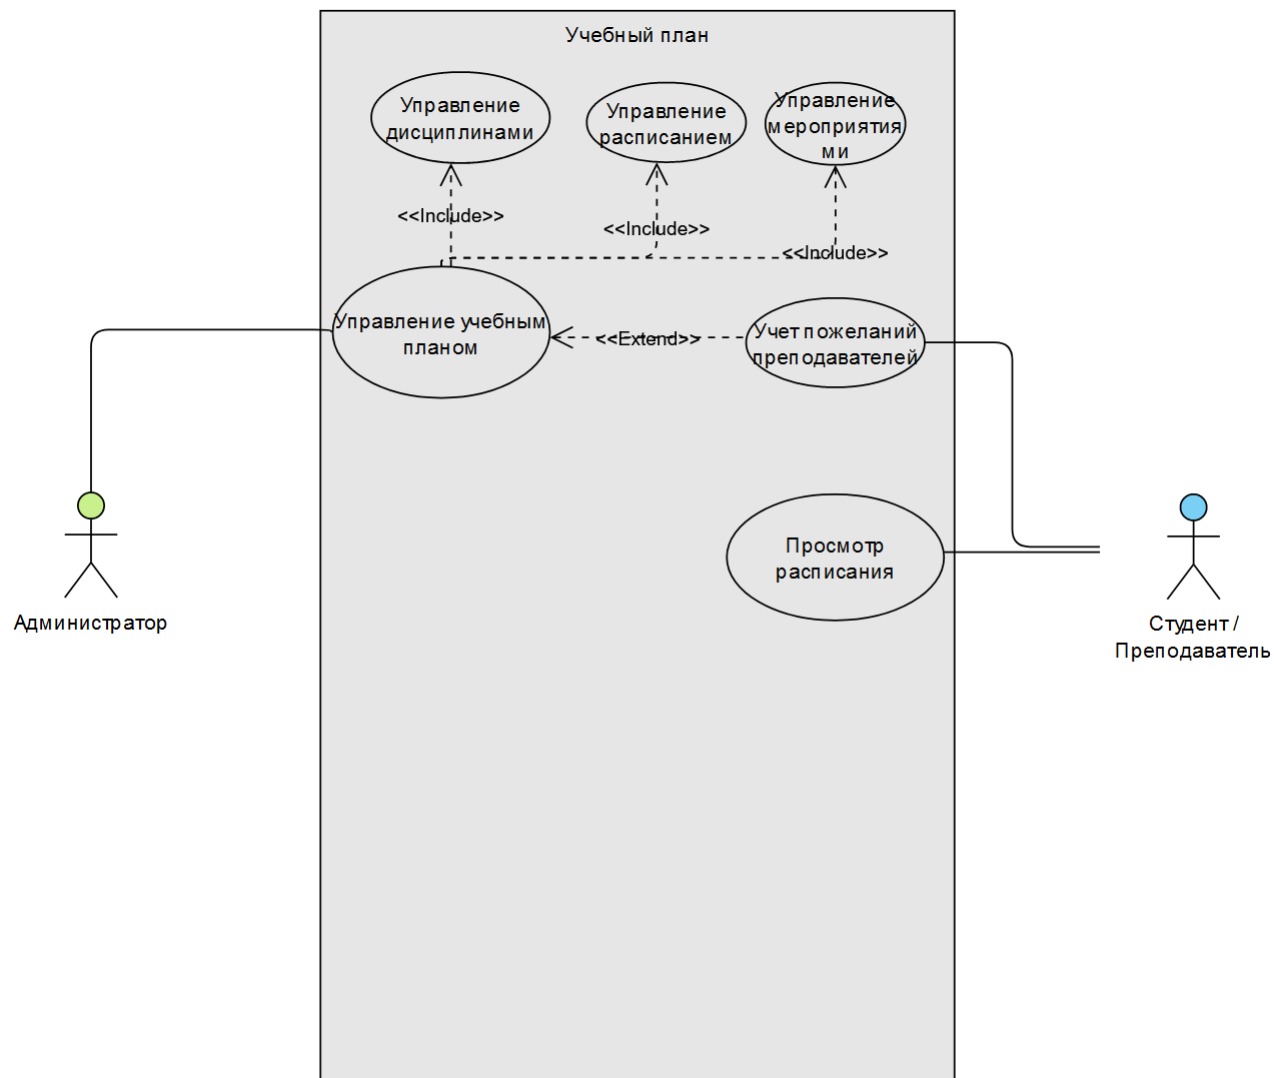 Учебный план
Управление
дисциплинами
Управление
расписанием
Управление
мероприятия
ми
<<Include>>
<<Include>>
<<Include>>
Управление учебным
планом
<<Extend>>
Учет пожеланий
преподавателей
Просмотр
расписания
Администратор
Студент /
Преподаватель